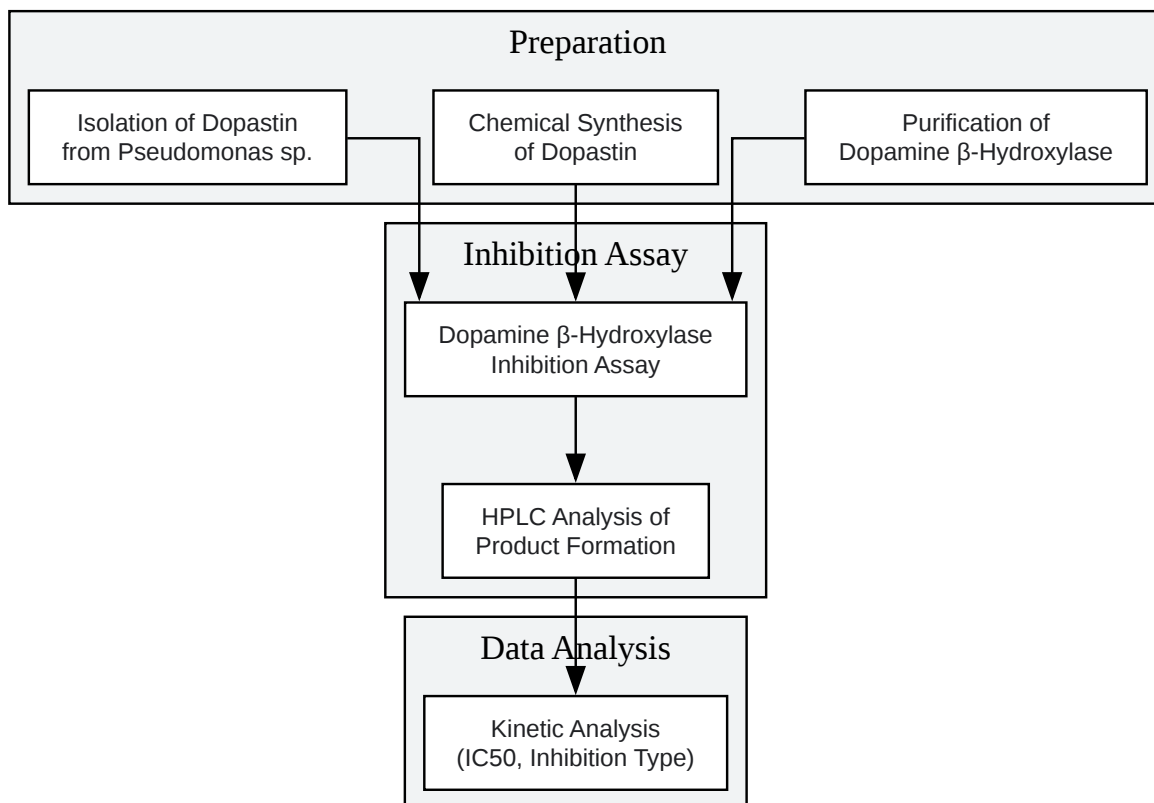 Preparation
Isolation of Dopastin
from Pseudomonas sp.
Chemical Synthesis
of Dopastin
Purification of
Dopamine β-Hydroxylase
Inhibition Assay
Dopamine β-Hydroxylase
Inhibition Assay
HPLC Analysis of
Product Formation
Data Analysis
Kinetic Analysis
(IC50, Inhibition Type)